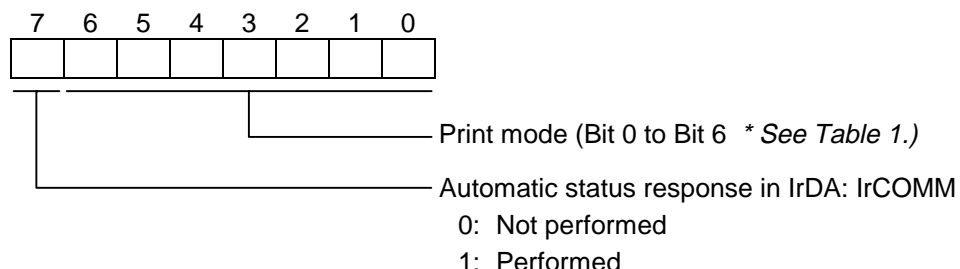 7 6 5 4 3 2 1 0
Print mode (Bit 0 to Bit 6 * See Table 1.)
Automatic status response in IrDA: IrCOMM
0: Not performed
1: Performed